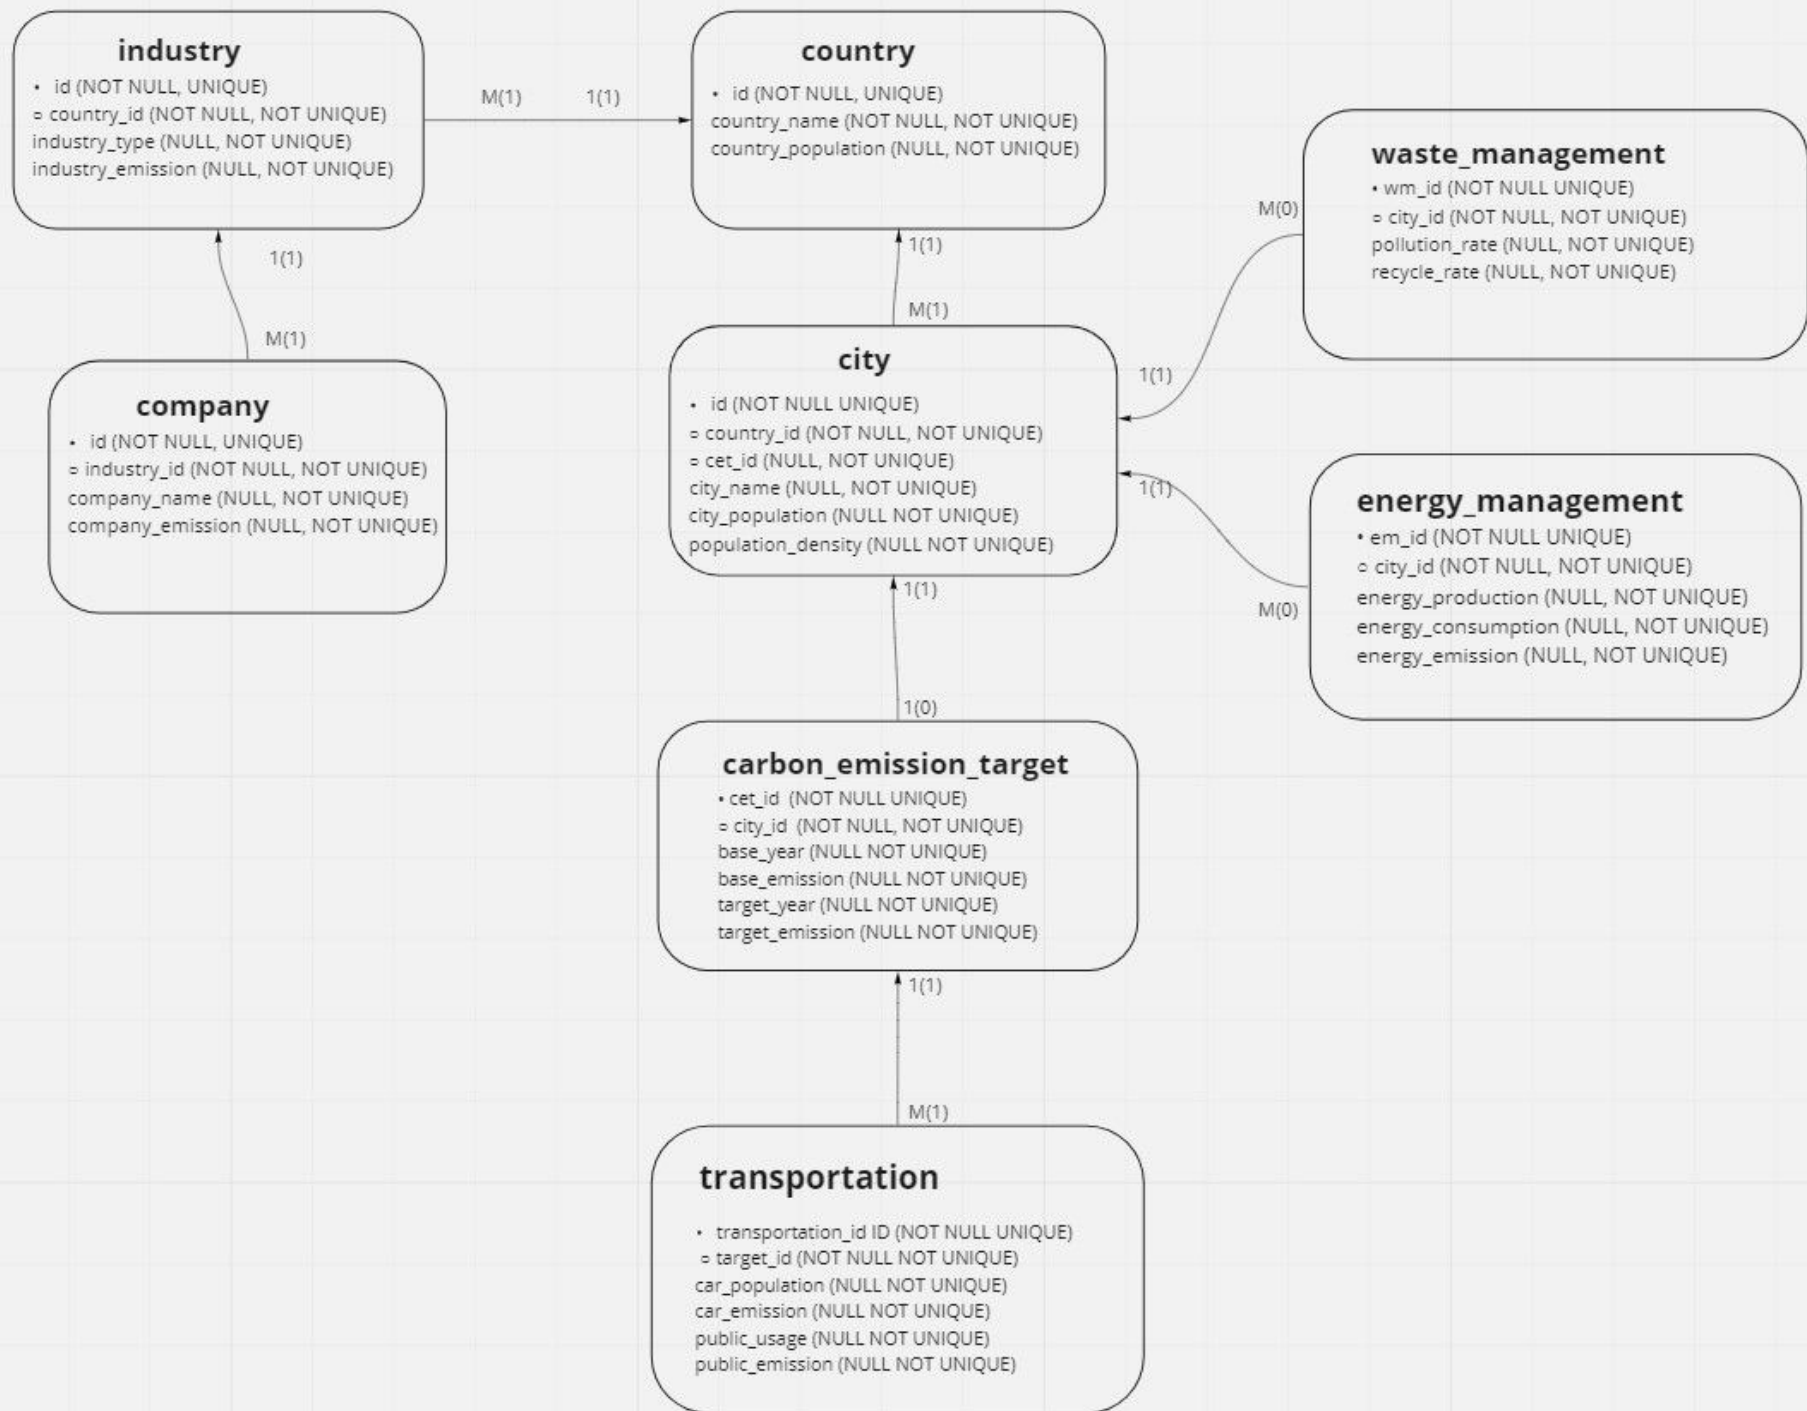 industry
• id (NOT NULL, UNIQUE)
▫ country_id (NOT NULL, NOT UNIQUE)
industry_type (NULL, NOT UNIQUE)
industry_emission (NULL, NOT UNIQUE)
M(1)
1(1)
country
• id (NOT NULL, UNIQUE)
country_name (NOT NULL, NOT UNIQUE)
country_population (NULL, NOT UNIQUE)
waste_management
• wm_id (NOT NULL UNIQUE)
▫ city_id (NOT NULL, NOT UNIQUE)
pollution_rate (NULL, NOT UNIQUE)
recycle_rate (NULL, NOT UNIQUE)
M(0)
1(1)
1(1)
M(1)
1(1)
M(1)
company
• id (NOT NULL, UNIQUE)
▫ industry_id (NOT NULL, NOT UNIQUE)
company_name (NULL, NOT UNIQUE)
company_emission (NULL, NOT UNIQUE)
city
• id (NOT NULL UNIQUE)
▫ country_id (NOT NULL, NOT UNIQUE)
▫ cet_id (NULL, NOT UNIQUE)
city_name (NULL, NOT UNIQUE)
city_population (NULL NOT UNIQUE)
population_density (NULL NOT UNIQUE)
1(1)
1(1)
M(0)
energy_management
• em_id (NOT NULL UNIQUE)
▫ city_id (NOT NULL, NOT UNIQUE)
energy_production (NULL, NOT UNIQUE)
energy_consumption (NULL, NOT UNIQUE)
energy_emission (NULL, NOT UNIQUE)
1(1)
1(0)
carbon_emission_target
• cet_id (NOT NULL UNIQUE)
▫ city_id (NOT NULL, NOT UNIQUE)
base_year (NULL NOT UNIQUE)
base_emission (NULL NOT UNIQUE)
target_year (NULL NOT UNIQUE)
target_emission (NULL NOT UNIQUE)
1(1)
M(1)
transportation
• transportation_id ID (NOT NULL UNIQUE)
▫ target_id (NOT NULL NOT UNIQUE)
car_population (NULL NOT UNIQUE)
car_emission (NULL NOT UNIQUE)
public_usage (NULL NOT UNIQUE)
public_emission (NULL NOT UNIQUE)